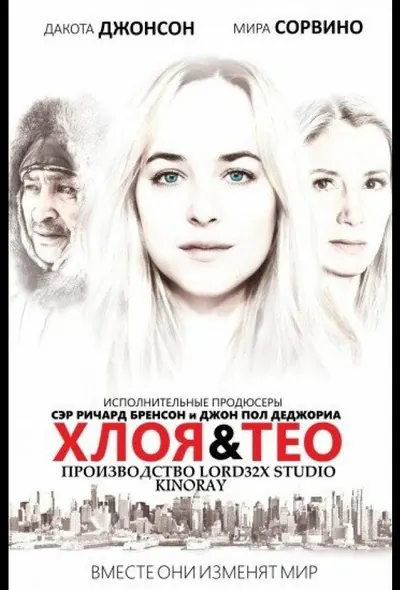 ДАКОТА ДЖОНСОН
МИРА СОРВИНО
ИСПОЛНИТЕЛЬНЫЕ ПРОДЮСЕРЫ
СЭР РИЧАРД БРЕНСОН и ДЖОН ПОЛ ДЕДЖОРИА
ХЛОЯ&ТЕО
ПРОИЗВОДСТВО LORD32X STUDIO
KINORAY
ВМЕСТЕ ОНИ ИЗМЕНЯТ МИР